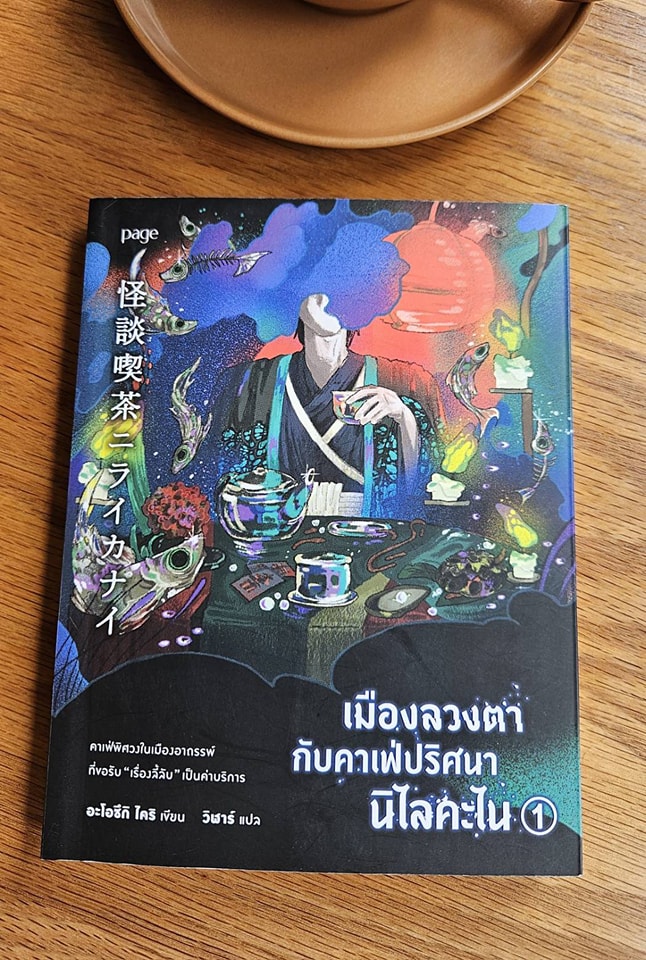 page
怪談喫茶ニライカナイ
เมืองลวงตา
กับคาเฟ่ปริศนา
นิไลคะไน 1
คาเฟ่พิศวงในเมืองอาถรรพ์
ที่ขอรับ “เรื่องลี้ลับ” เป็นค่าบริการ
อะโอซึกิ ไคริ เขียน วิฬาร์ แปล